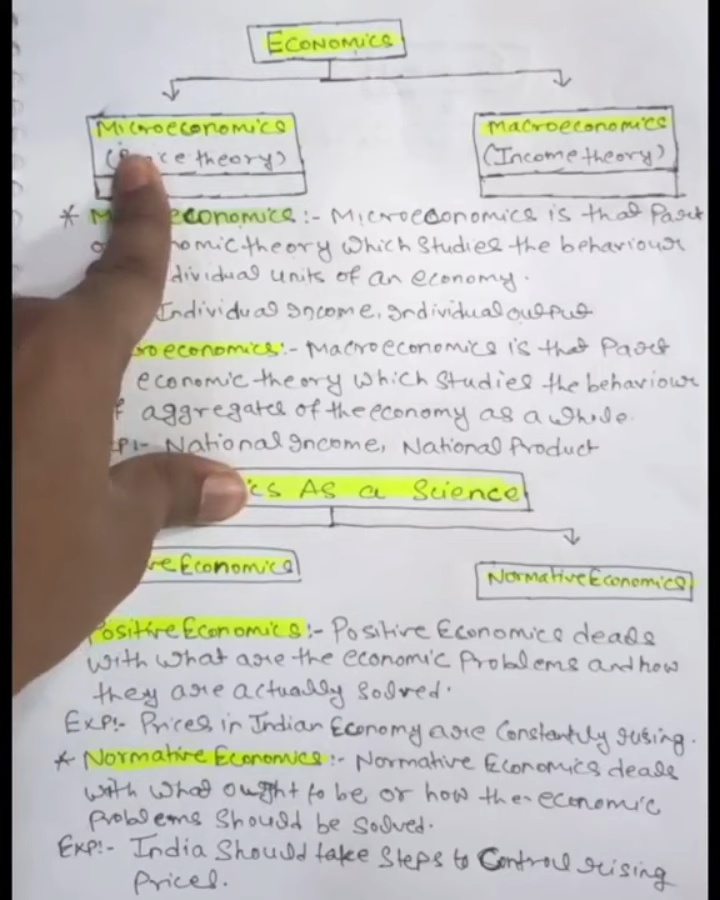 ECONOMICS
Microeconomics
Macroeconomics
theory)
(Income theory)
* economics :- Microeconomics is that Part
theory which studies the behaviour
units of an economy.
Individual Income, Individual output
economics:- Macroeconomics is that Part
economic theory which studies the behaviour
aggregates of the economy as a whole.
National Income, National Product
As a Science
Economics
Normative Economics
Positive Economics :- Positive Economics deals
with what are the economic Problems and how
they are actually solved.
Exp:- Prices in Indian Economy are Constantly rising.
* Normative Economics :- Normative Economics deals
with what ought to be or how the economic
Problems should be solved.
Exp:- India should take steps to Control rising
Prices.